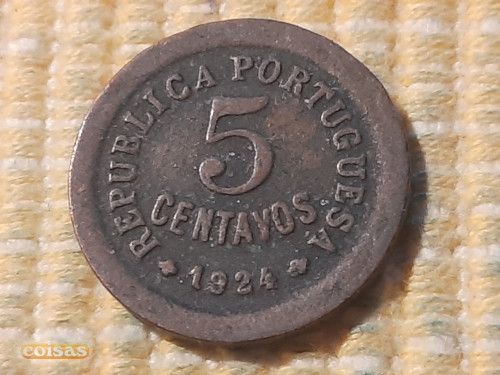 REPUBLICA PORTUGUESA
5
CENTAVOS
* 1924 *
coisas